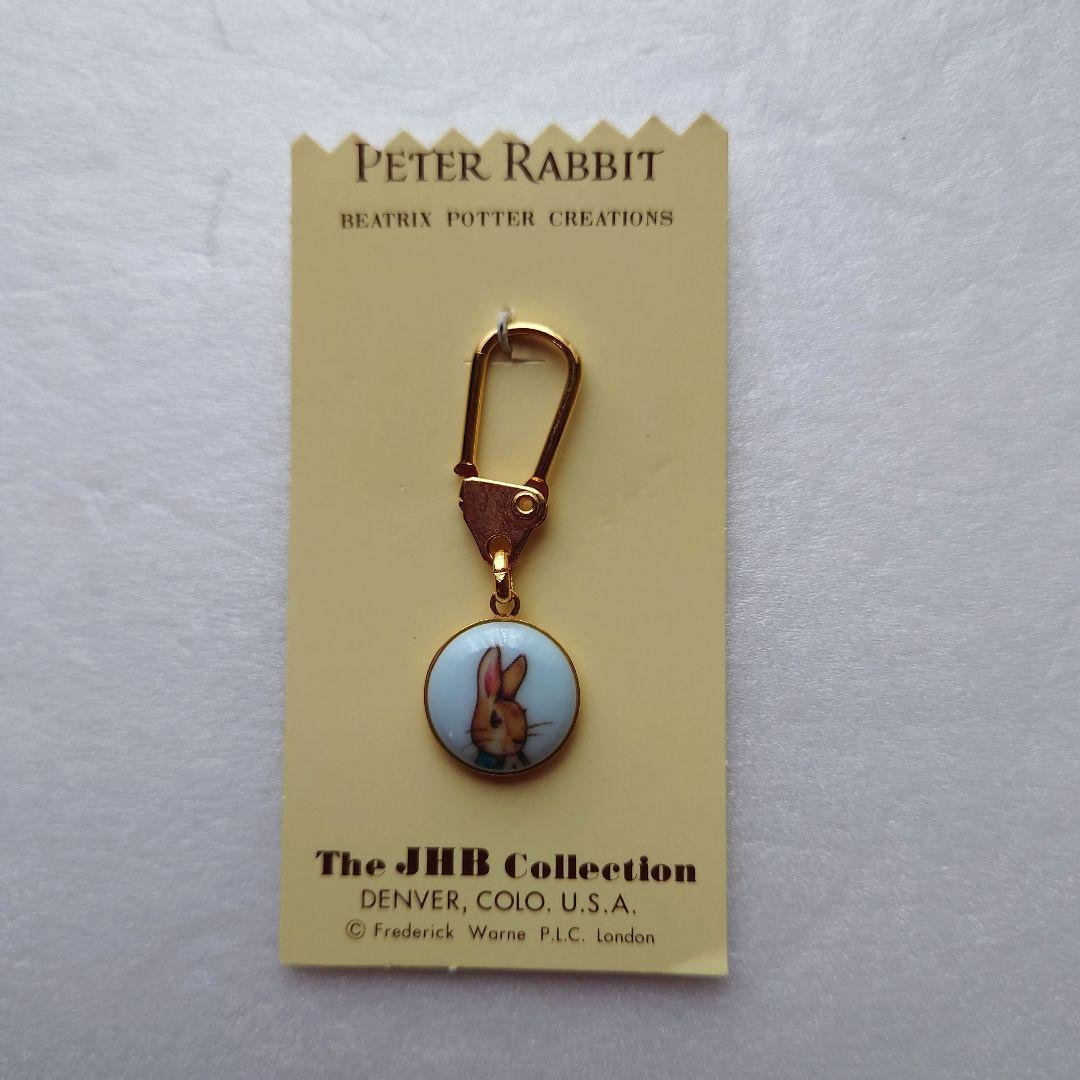 PETER RABBIT
BEATRIX POTTER CREATIONS
The JHB Collection
DENVER, COLO. U.S.A.
© Frederick Warne P.L.C. London